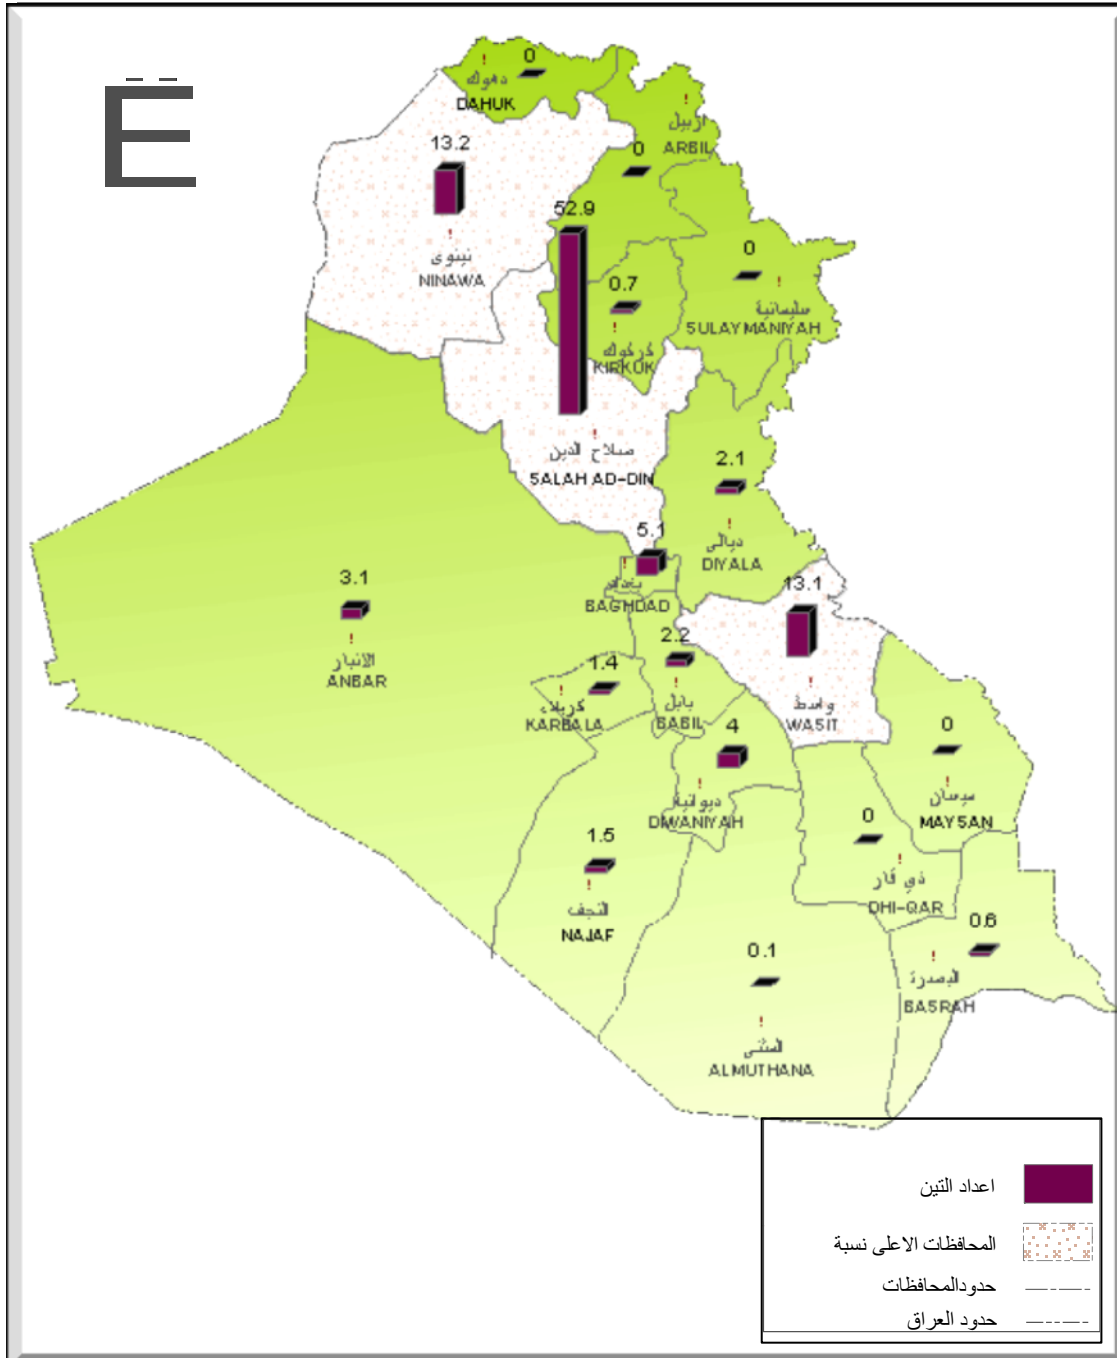 Ë
0
دهوك
DAHUK
اربيل
ARBIL
0
13.2
نينوى
NINAWA
52.9
0
سليمانية
SULAYMANIYAH
0.7
كركوك
KIRKUK
صلاح الدين
SALAH AD-DIN
2.1
ديالى
DIYALA
5.1
بغداد
BAGHDAD
3.1
الانبار
ANBAR
13.1
واسط
WASIT
2.2
بابل
BABIL
1.4
كربلاء
KARBALA
4
ديوانية
DIWANIYAH
0
ميسان
MAYSAN
0
ذي قار
DHI-QAR
1.5
النجف
NAJAF
0.6
البصرة
BASRAH
0.1
المثنى
ALMUTHANA
اعداد التين
المحافظات الاعلى نسبة
حدودالمحافظات
حدود العراق